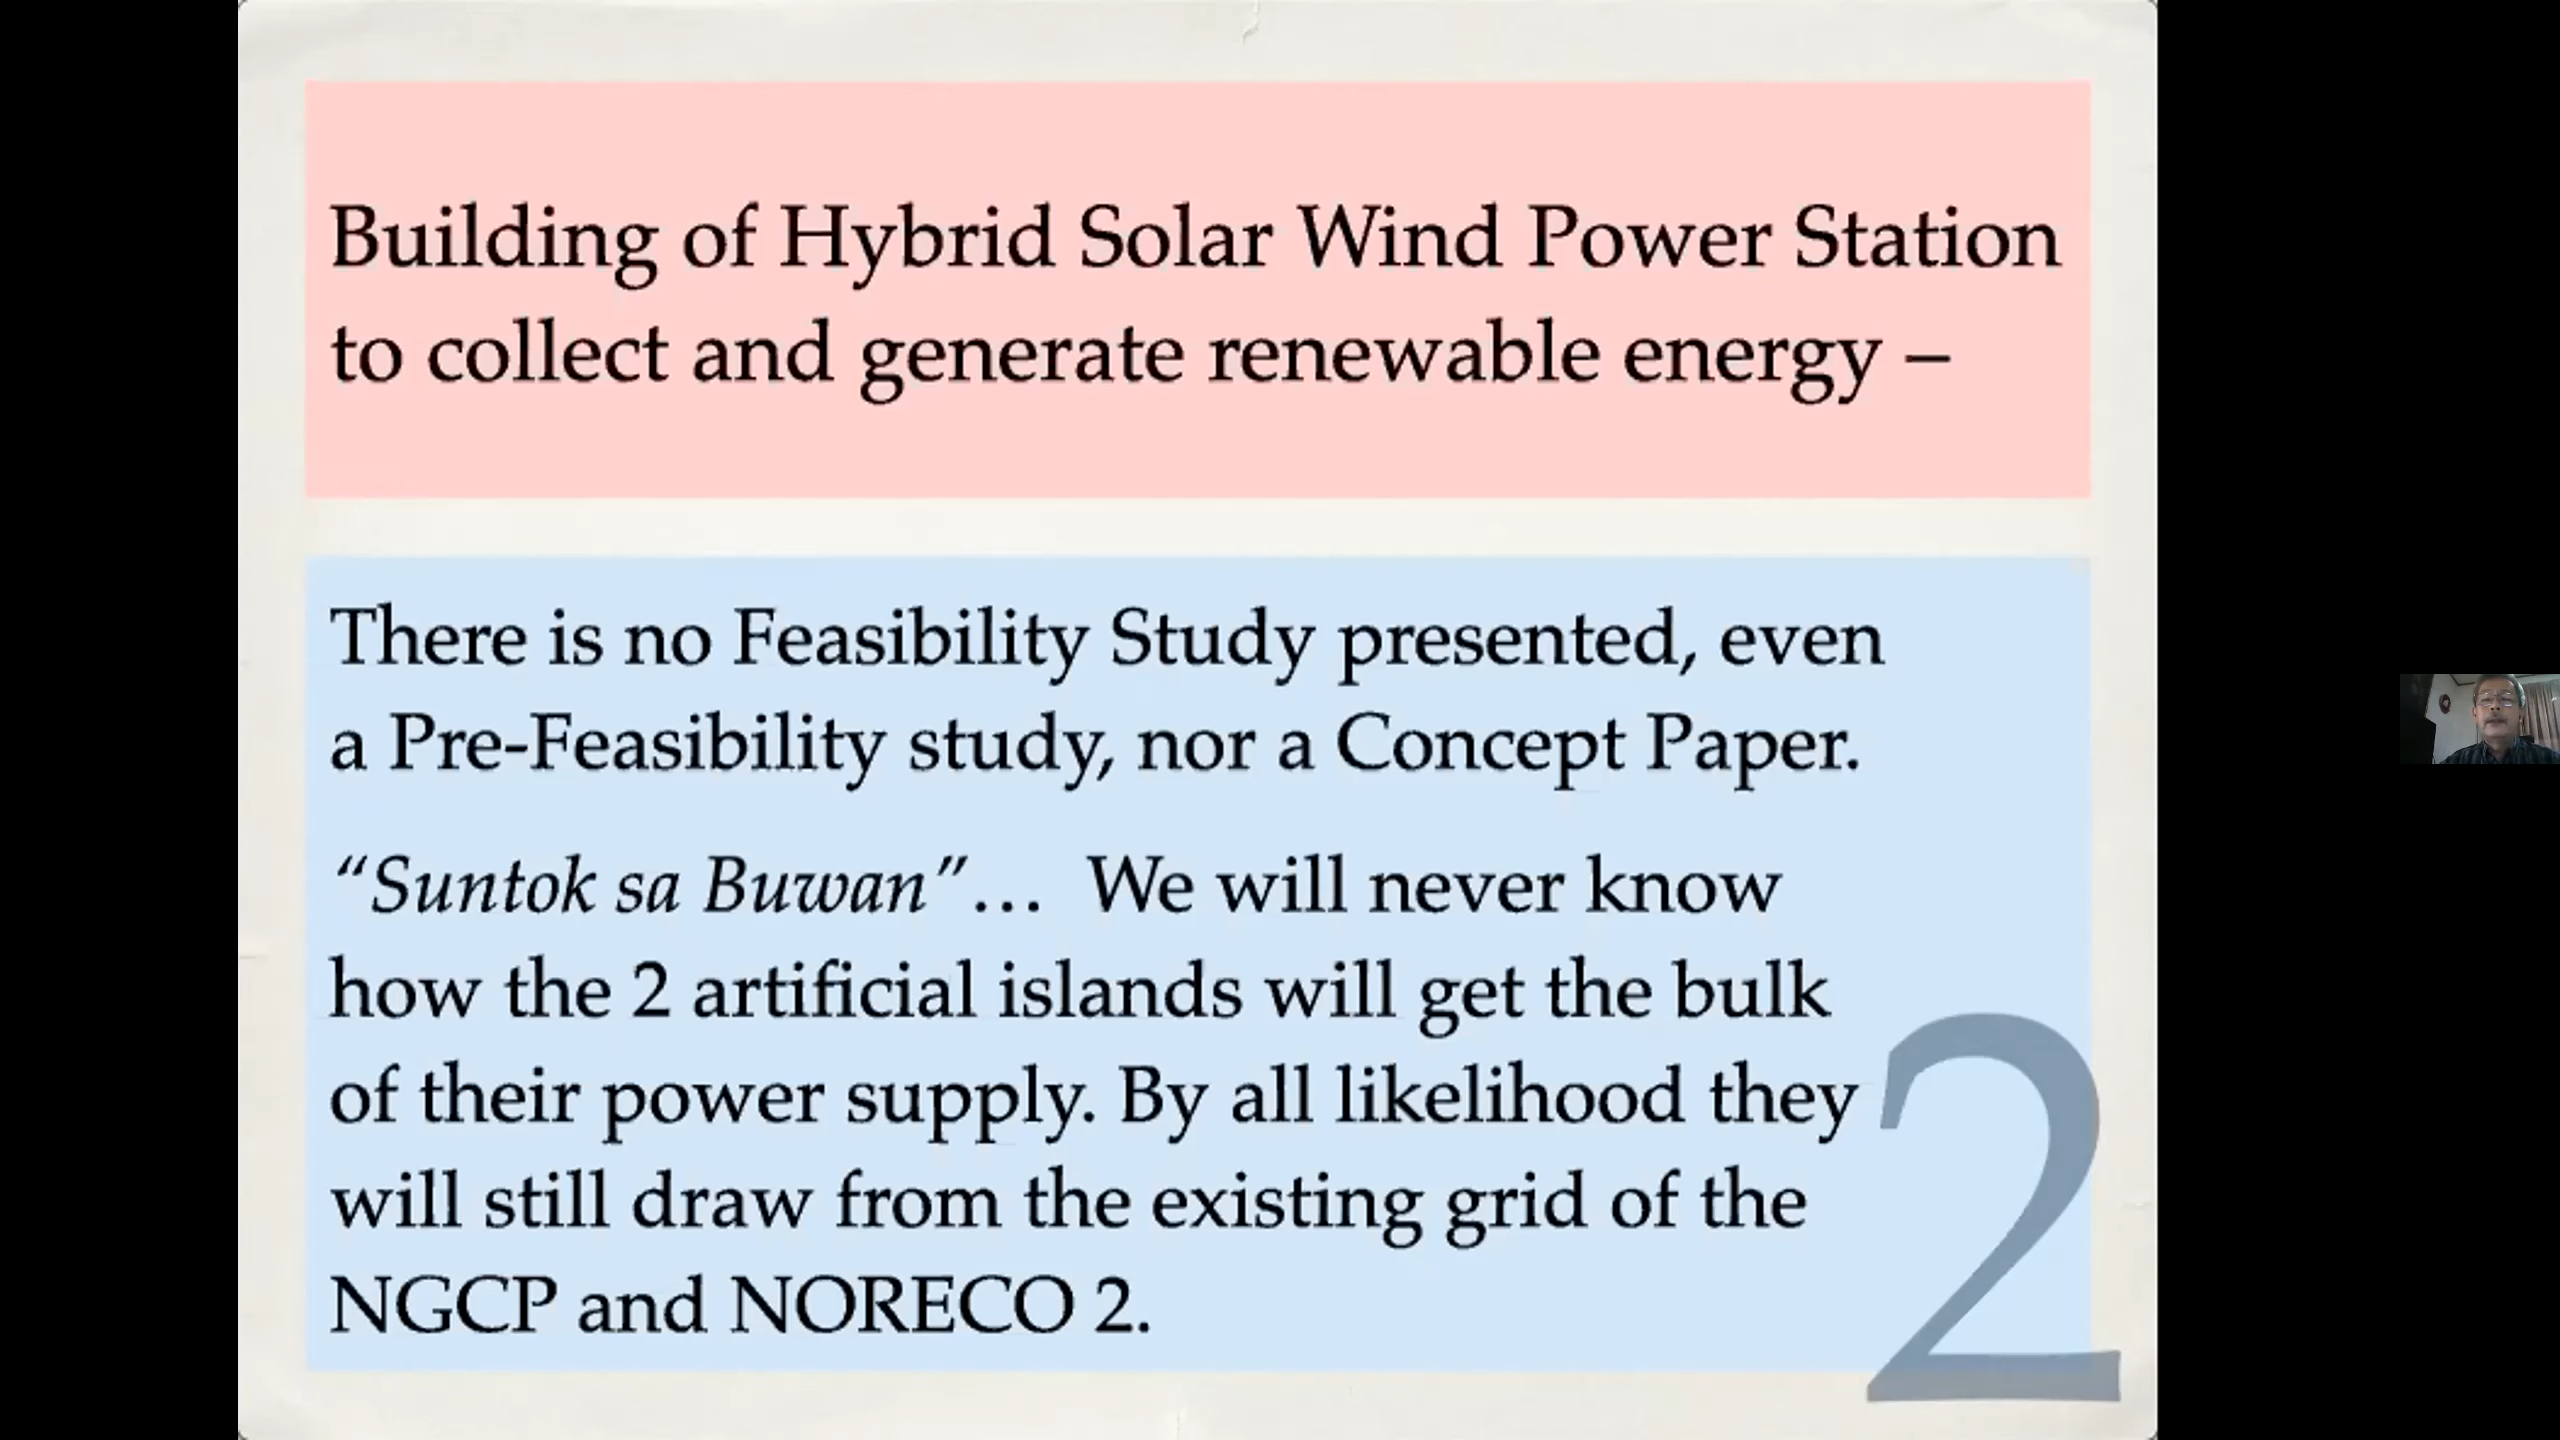 Building of Hybrid Solar Wind Power Station
to collect and generate renewable energy –
There is no Feasibility Study presented, even
a Pre-Feasibility study, nor a Concept Paper.
“Suntok sa Buwan”… We will never know
how the 2 artificial islands will get the bulk
of their power supply. By all likelihood they
will still draw from the existing grid of the
NGCP and NORECO 2.
2